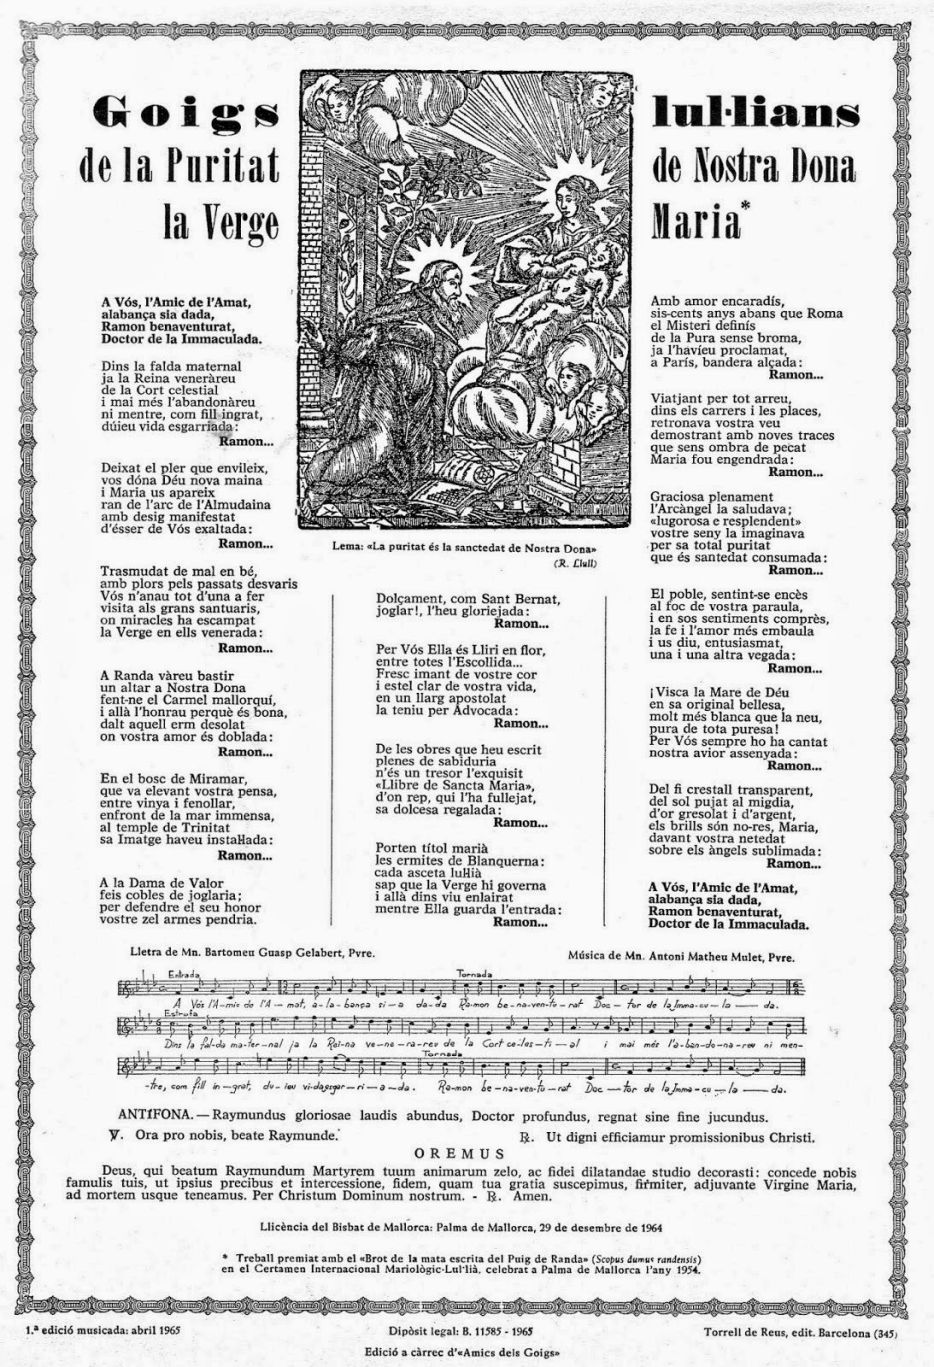 Goigs lul·lians
de la Puritat de Nostra Dona
la Verge Maria*
A Vós, l'Amic de l'Amat,
alabança sia dada,
Ramon benaventurat,
Doctor de la Immaculada.
Dins la falda maternal
ja la Reina veneràreu
de la Cort celestial
i mai més l'abandonàreu
ni mentre, com fill ingrat,
dúieu vida esgarriada:
Ramon...
Deixat el pler que envileix,
vos dóna Déu nova maina
i Maria us apareix
ran de l'arc de l'Almudaina
amb desig manifestat
d'ésser de Vós exaltada:
Ramon...
Trasmudat de mal en bé,
amb plors pels passats desvaris
Vós n'anau tot d'una a fer
visita als grans santuaris,
on miracles ha escampat
la Verge en ells venerada:
Ramon...
A Randa vàreu bastir
un altar a Nostra Dona
fent-ne el Carmel mallorquí,
i allà l'honrau perquè és bona,
dalt aquell erm desolat
on vostra amor és doblada:
Ramon...
En el bosc de Miramar,
que va elevant vostra pensa,
entre vinya i fenollar,
enfront de la mar immensa,
al temple de Trinitat
sa Imatge haveu instal·lada:
Ramon...
A la Dama de Valor
feis cobles de joglaria;
per defendre el seu honor
vostre zel armes pendria.
Lema: «La puritat és la sanctedat de Nostra Dona»
(R. Llull)
Dolçament, com Sant Bernat,
joglar!, l'heu gloriejada:
Ramon...
Per Vós Ella és Lliri en flor,
entre totes l'Escollida...
Fresc imant de vostre cor
i estel clar de vostra vida,
en un llarg apostolat
la teniu per Advocada:
Ramon...
De les obres que heu escrit
plenes de sabiduria
n'és un tresor l'exquisit
«Llibre de Sancta Maria»,
d'on rep, qui l'ha fullejat,
sa dolcesa regalada:
Ramon...
Porten títol marià
les ermites de Blanquerna:
cada asceta lul·lià
sap que la Verge hi governa
i allà dins viu enlairat
mentre Ella guarda l'entrada:
Ramon...
Amb amor encaradís,
sis-cents anys abans que Roma
el Misteri definís
de la Pura sense broma,
ja l'havíeu proclamat,
a París, bandera alçada:
Ramon...
Viatjant per tot arreu,
dins els carrers i les places,
retronava vostra veu
demostrant amb noves traces
que sens ombra de pecat
Maria fou engendrada:
Ramon...
Graciosa plenament
l'Arcàngel la saludava;
«lugorosa e resplendent»
vostre seny la imaginava
per sa total puritat
que és santedat consumada:
Ramon...
El poble, sentint-se encès
al foc de vostra paraula,
i en sos sentiments comprès,
la fe i l'amor més embaula
i us diu, entusiasmat,
una i una altra vegada:
Ramon...
¡Visca la Mare de Déu
en sa original bellesa,
molt més blanca que la neu,
pura de tota puresa!
Per Vós sempre ho ha cantat
nostra avior assenyada:
Ramon...
Del fi crestall transparent,
del sol pujat al migdia,
d'or gresolat i d'argent,
els brills són no-res, Maria,
davant vostra netedat
sobre els àngels sublimada:
Ramon...
A Vós, l'Amic de l'Amat,
alabança sia dada,
Ramon benaventurat,
Doctor de la Immaculada.
Lletra de Mn. Bartomeu Guasp Gelabert, Pvre. Música de Mn. Antoni Matheu Mulet, Pvre.
Entrada Tornada
A Vós l'A-mic de l'A-mat, a-la-bança si-a da-da Ra-mon be-na-ven-tu-rat Doc-tor de la Imma-cu-la-da.
Estrofa
Dins la fal-da ma-ter-nal ja la Rei-na ve-ne-ra-reu de la Cort ce-les-ti-al i mai més l'a-ban-do-na-reu ni men-
Tornada
-tre, com fill in-grat, du-ieu vi-da esgar-ri-a-da. Ra-mon be-na-ven-tu-rat Doc-tor de la Imma-cu-la-da.
ANTÍFONA.—Raymundus gloriosae laudis abundus, Doctor profundus, regnat sine fine jucundus.
℣. Ora pro nobis, beate Raymunde. ℟. Ut digni efficiamur promissionibus Christi.
OREMUS
Deus, qui beatum Raymundum Martyrem tuum animarum zelo, ac fidei dilatandae studio decorasti: concede nobis
famulis tuis, ut ipsius precibus et intercessione, fidem, quam tua gratia suscepimus, firmiter, adjuvante Virgine Maria,
ad mortem usque teneamus. Per Christum Dominum nostrum. - ℟. Amen.
Llicència del Bisbat de Mallorca: Palma de Mallorca, 29 de desembre de 1964
* Treball premiat amb el «Brot de la mata escrita del Puig de Randa» (Scopus dumus randensis)
en el Certamen Internacional Mariològic-Lul·lià, celebrat a Palma de Mallorca l'any 1954.
1.ª edició musicada: abril 1965 Dipòsit legal: B. 11585 - 1965 Torrell de Reus, edit. Barcelona (345)
Edició a càrrec d'«Amics dels Goigs»